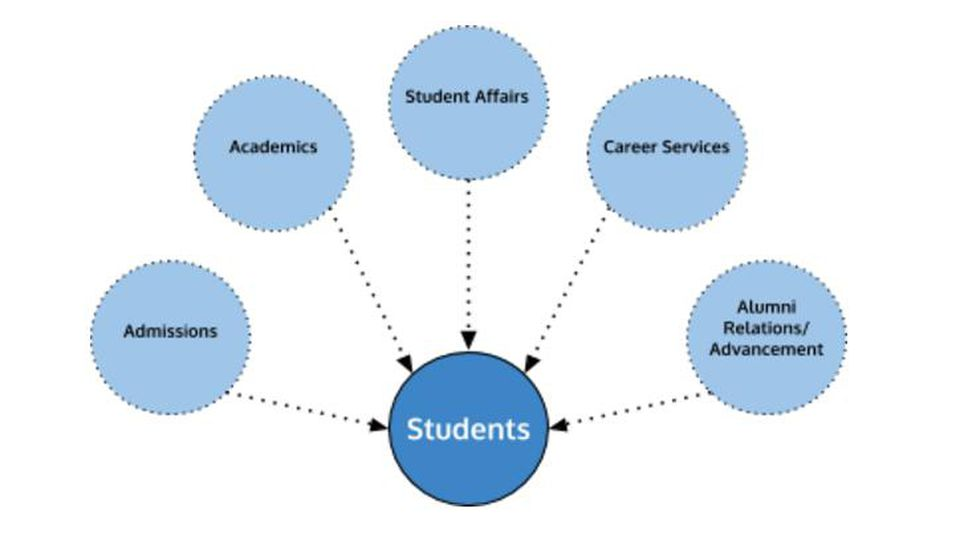 Student Affairs
Academics
Career Services
Admissions
Alumni
Relations/
Advancement
Students